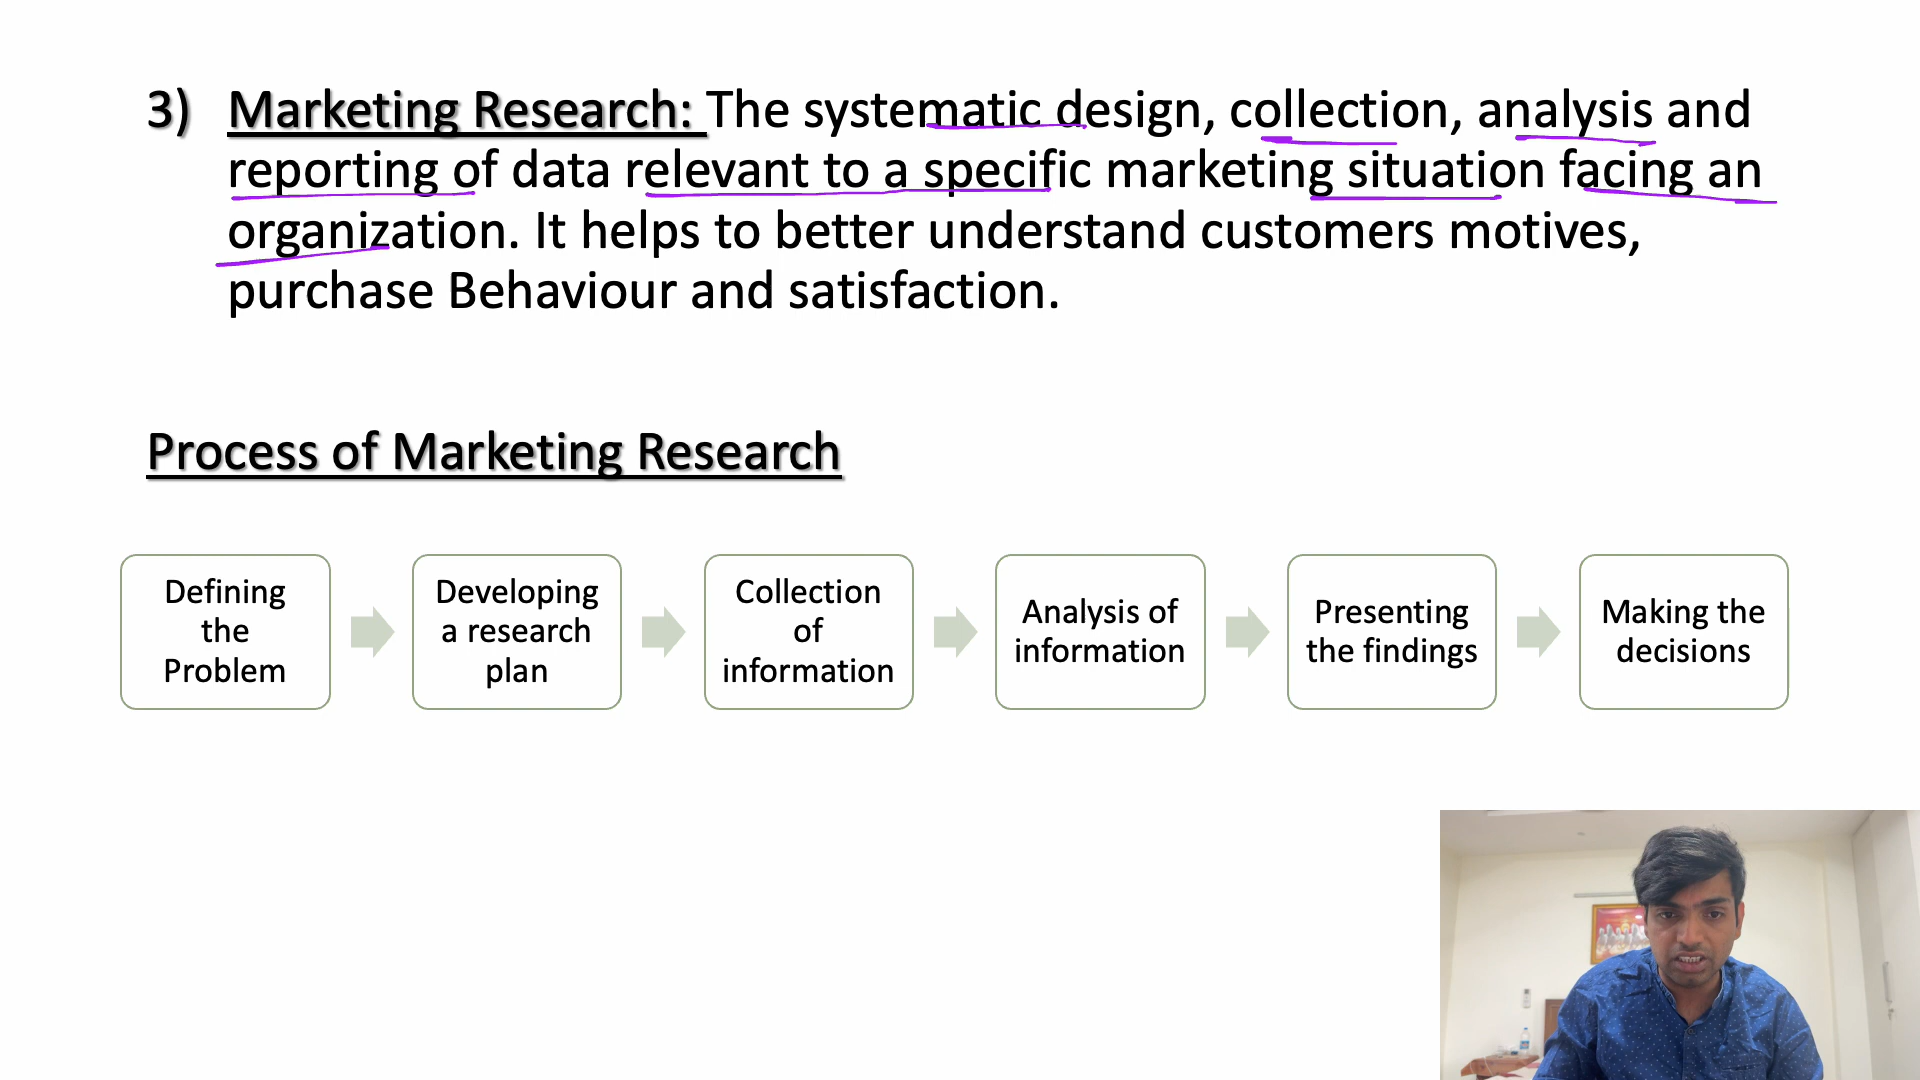 3) Marketing Research: The systematic design, collection, analysis and
reporting of data relevant to a specific marketing situation facing an
organization. It helps to better understand customers motives,
purchase Behaviour and satisfaction.
Process of Marketing Research
Defining
the
Problem
Developing
a research
plan
Collection
of
information
Analysis of
information
Presenting
the findings
Making the
decisions